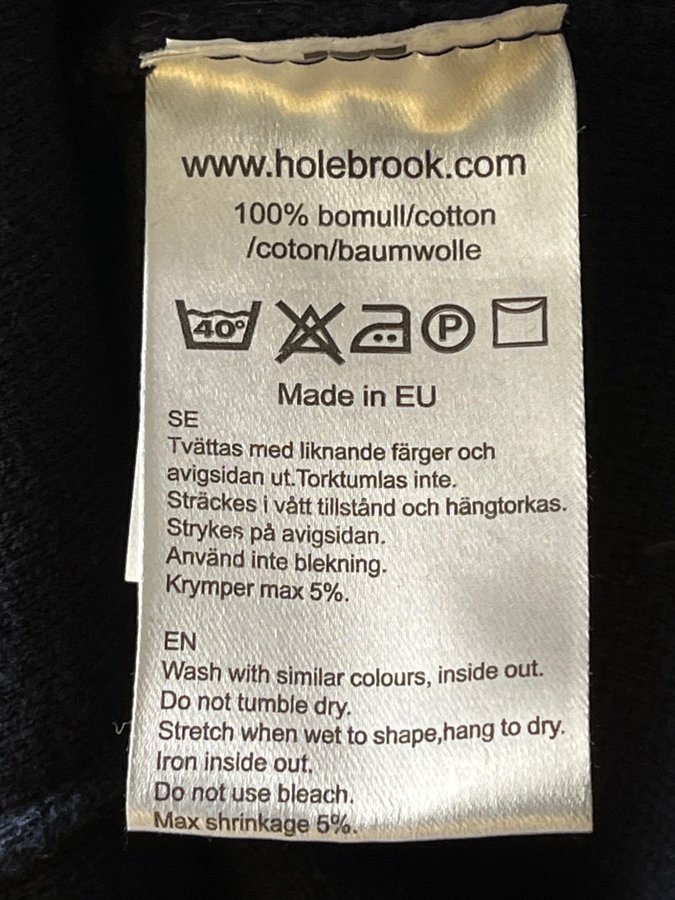 www.holebrook.com
100% bomull/cotton
/coton/baumwolle
40° P
Made in EU
SE
Tvättas med liknande färger och
avigsidan ut.Torktumlas inte.
Sträckes i vått tillstånd och hängtorkas.
Strykes på avigsidan.
Använd inte blekning.
Krymper max 5%.
EN
Wash with similar colours, inside out.
Do not tumble dry.
Stretch when wet to shape,hang to dry.
Iron inside out.
Do not use bleach.
Max shrinkage 5%.